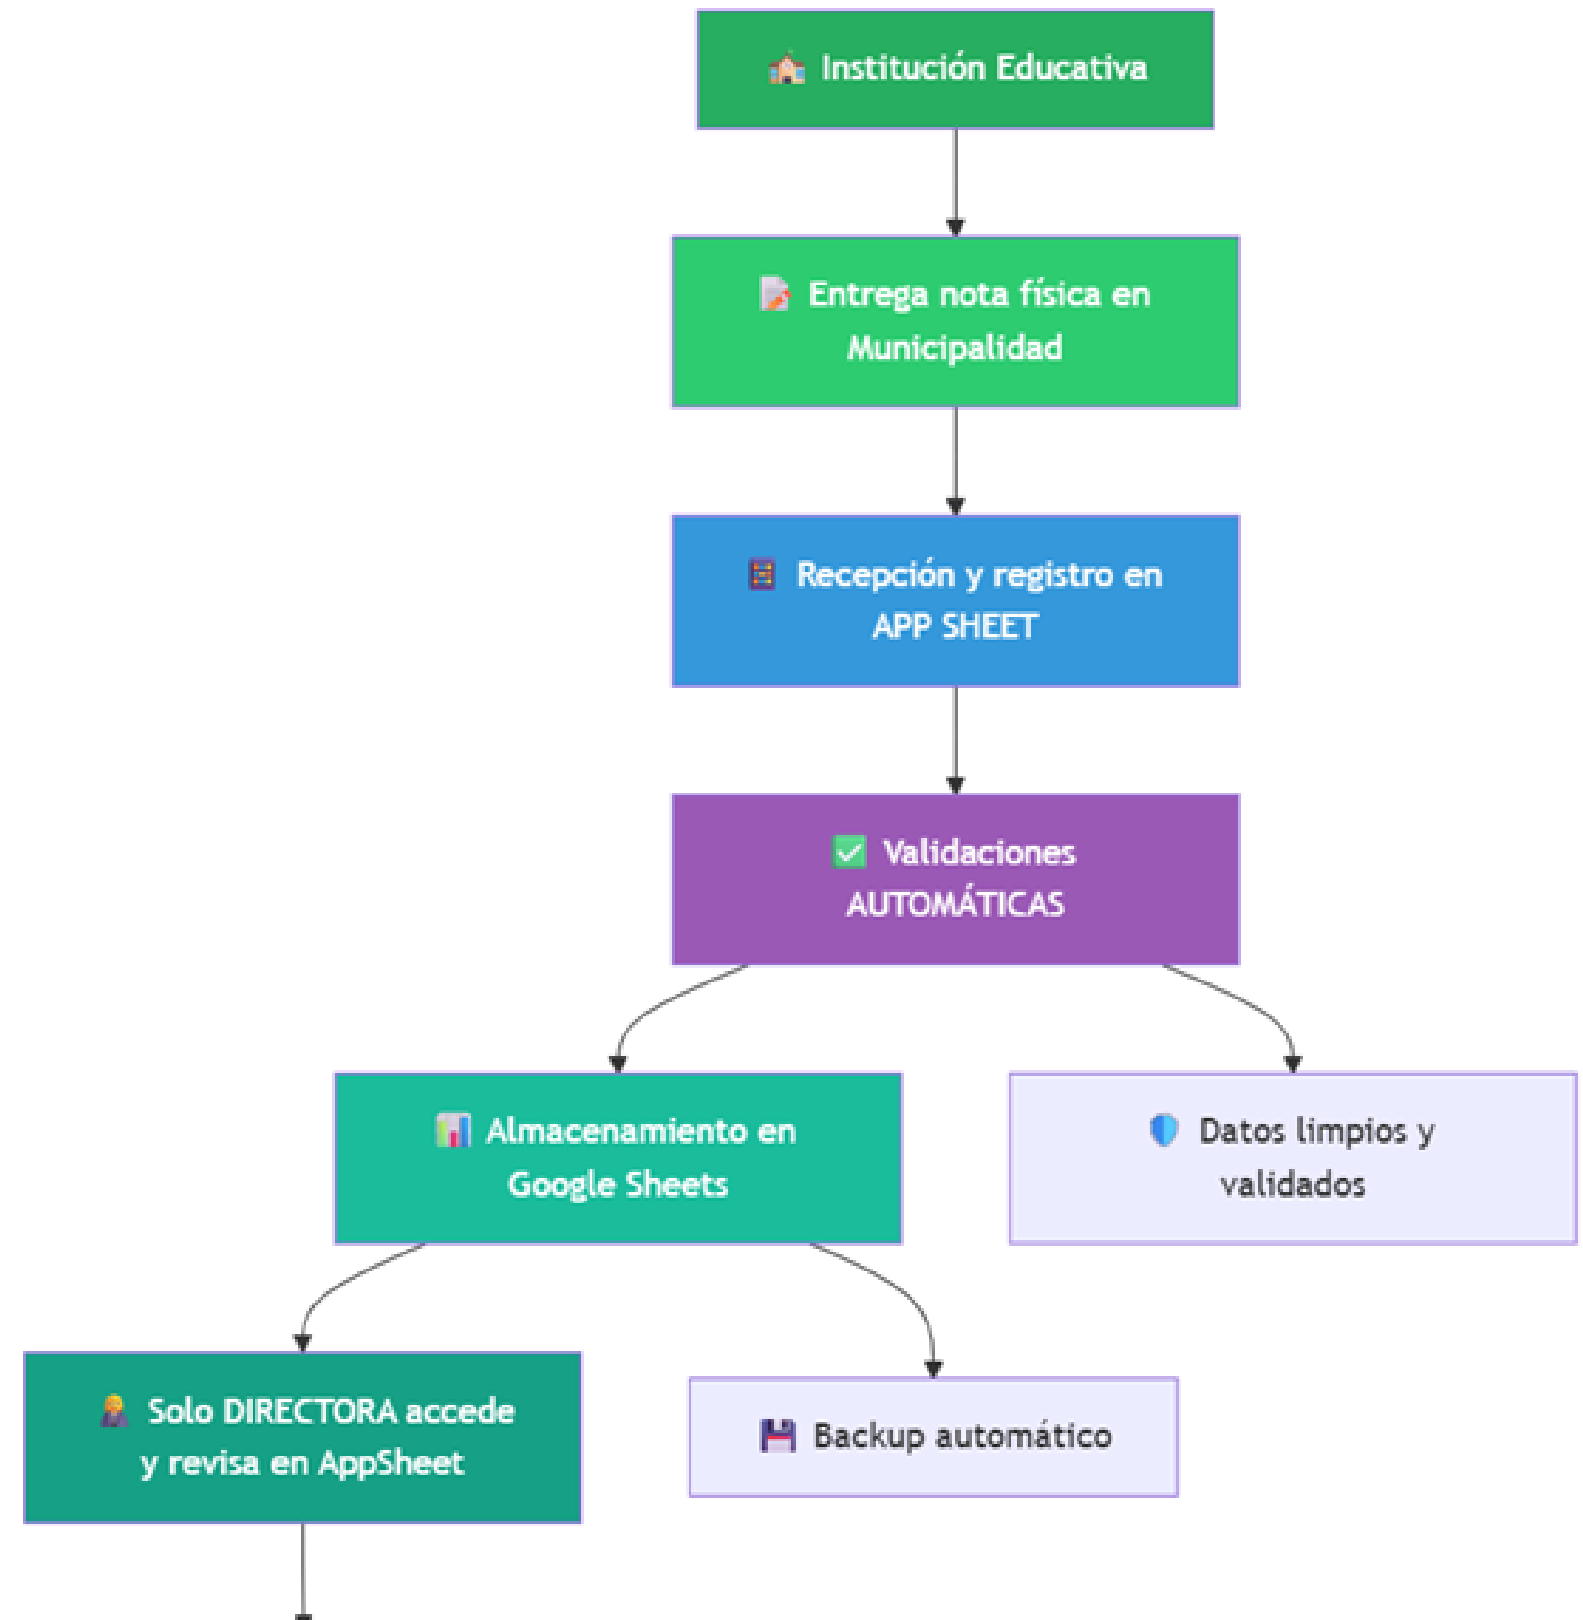 Institución Educativa
Entrega nota física en
Municipalidad
Recepción y registro en
APP SHEET
Validaciones
AUTOMÁTICAS
Almacenamiento en
Google Sheets
Datos limpios y
validados
Solo DIRECTORA accede
y revisa en AppSheet
Backup automático